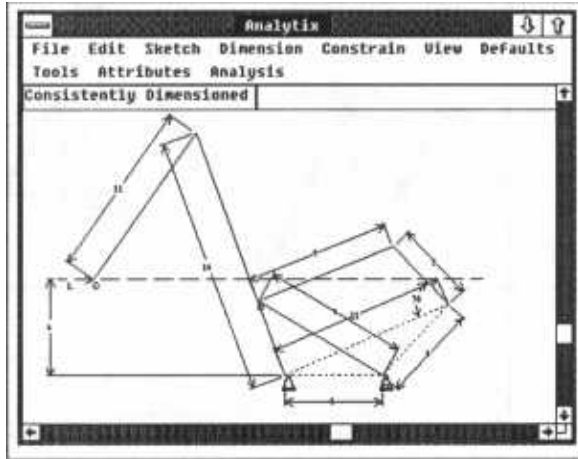 Analytix
File Edit Sketch Dimension Constrain View Defaults
Tools Attributes Analysis
Consistently Dimensioned